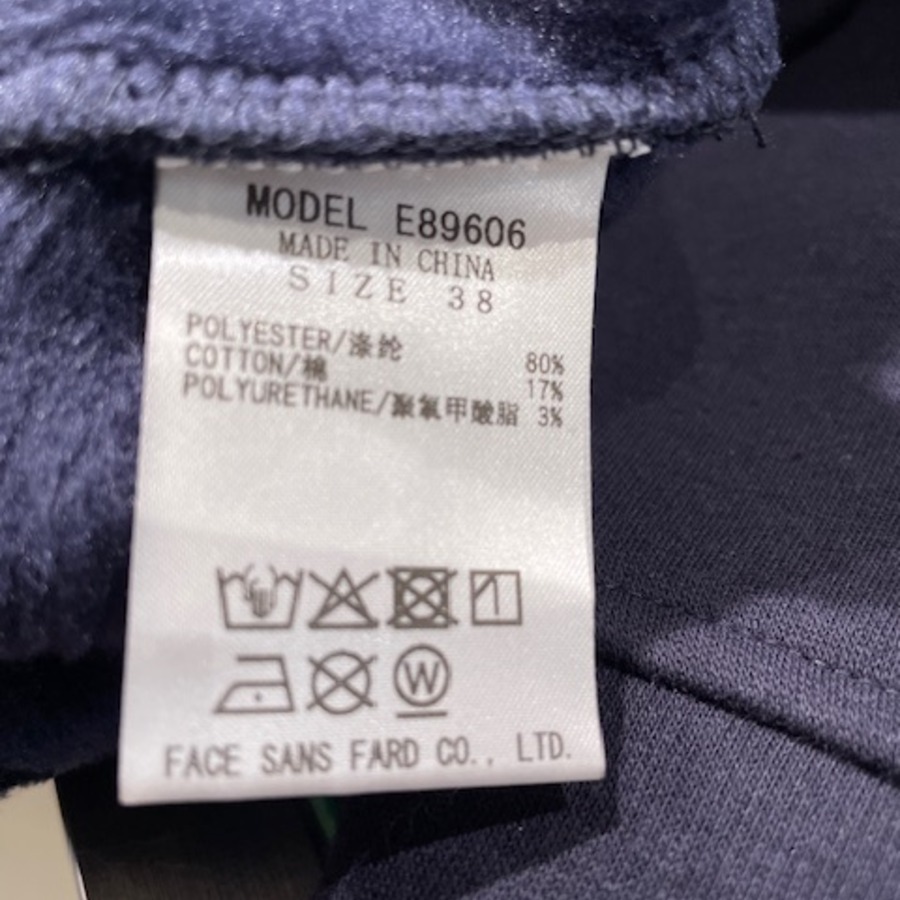 MODEL E89606
MADE IN CHINA
SIZE 38
POLYESTER/涤纶 80%
COTTON/棉 17%
POLYURETHANE/聚氨甲酸脂 3%
W
FACE SANS FARD CO., LTD.